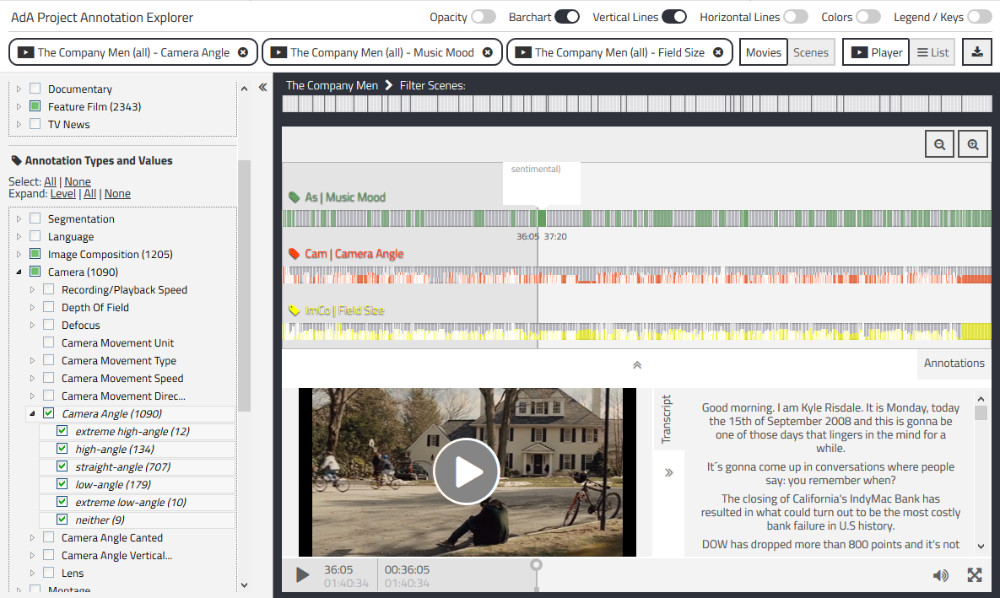 AdA Project Annotation Explorer
Opacity Barchart Vertical Lines Horizontal Lines Colors Legend / Keys
The Company Men (all) - Camera Angle The Company Men (all) - Music Mood The Company Men (all) - Field Size Movies Scenes Player List
Documentary
Feature Film (2343)
TV News
Annotation Types and Values
Select: All | None
Expand: Level | All | None
Segmentation
Language
Image Composition (1205)
Camera (1090)
Recording/Playback Speed
Depth Of Field
Defocus
Camera Movement Unit
Camera Movement Type
Camera Movement Speed
Camera Movement Direc...
Camera Angle (1090)
extreme high-angle (12)
high-angle (134)
straight-angle (707)
low-angle (179)
extreme low-angle (10)
neither (9)
Camera Angle Canted
Camera Angle Vertical...
Lens
Montage
The Company Men Filter Scenes:
sentimental)
As | Music Mood
36:05 37:20
Cam | Camera Angle
ImCo | Field Size
Annotations
Transcript
Good morning. I am Kyle Risdale. It is Monday, today
the 15th of September 2008 and this is gonna be
one of those days that lingers in the mind for a
while.
It´s gonna come up in conversations where people
say: you remember when?
The closing of California's IndyMac Bank has
resulted in what could turn out to be the most costly
bank failure in U.S history.
DOW has dropped more than 800 points and it's not
36:05 00:36:05
01:40:34 01:40:34